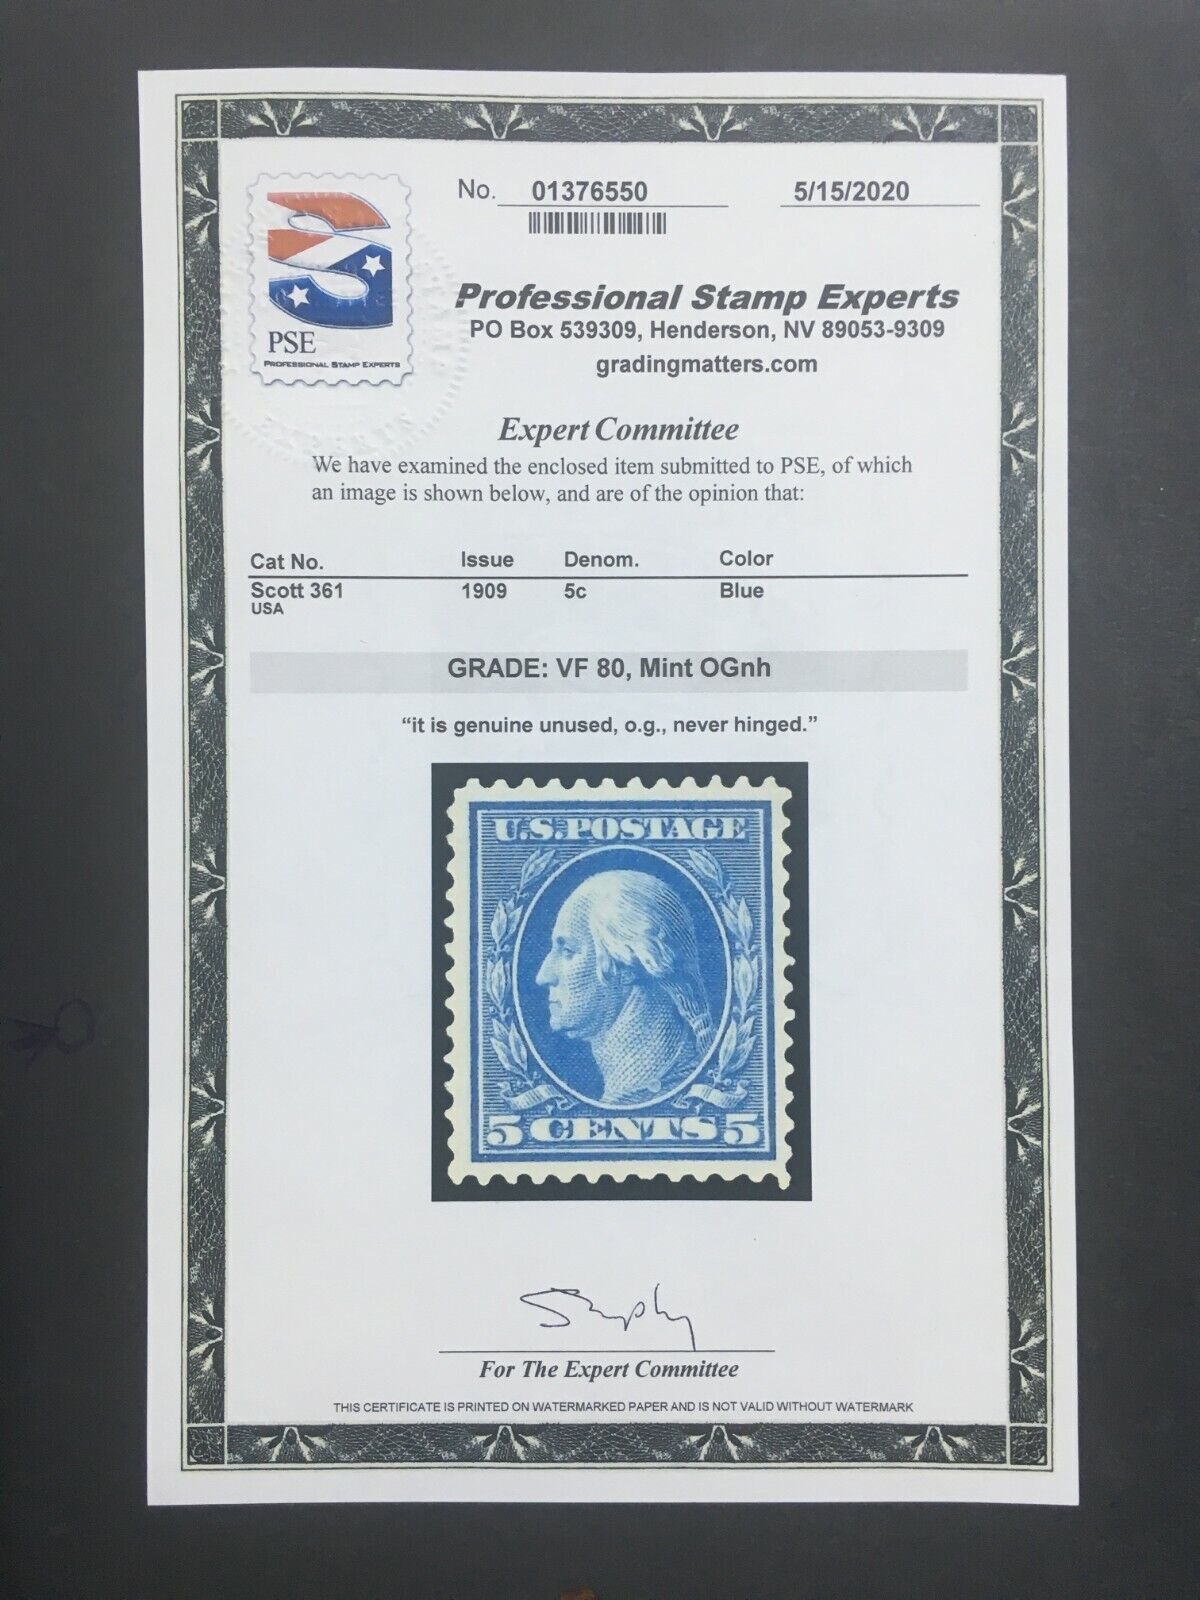 No. 01376550 5/15/2020
PSE
PROFESSIONAL STAMP EXPERTS
Professional Stamp Experts
PO Box 539309, Henderson, NV 89053-9309
gradingmatters.com
Expert Committee
We have examined the enclosed item submitted to PSE, of which
an image is shown below, and are of the opinion that:
Cat No. Issue Denom. Color
Scott 361 1909 5c Blue
USA
GRADE: VF 80, Mint OGnh
“it is genuine unused, o.g., never hinged.”
U.S. POSTAGE
5 CENTS 5
For The Expert Committee
THIS CERTIFICATE IS PRINTED ON WATERMARKED PAPER AND IS NOT VALID WITHOUT WATERMARK